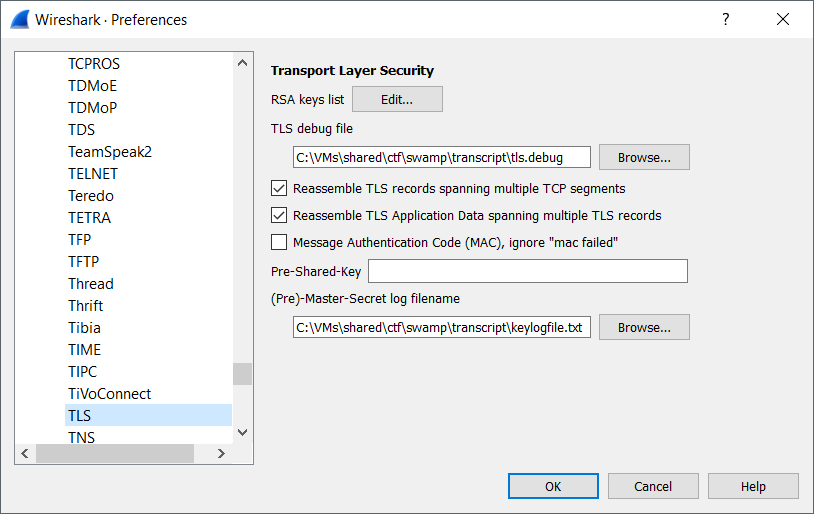 Wireshark · Preferences
TCPROS
TDMoE
TDMoP
TDS
TeamSpeak2
TELNET
Teredo
TETRA
TFP
TFTP
Thread
Thrift
Tibia
TIME
TIPC
TiVoConnect
TLS
TNS
Transport Layer Security
RSA keys list Edit...
TLS debug file
C:\VMs\shared\ctf\swamp\transcript\tls.debug Browse...
Reassemble TLS records spanning multiple TCP segments
Reassemble TLS Application Data spanning multiple TLS records
Message Authentication Code (MAC), ignore "mac failed"
Pre-Shared-Key
(Pre)-Master-Secret log filename
C:\VMs\shared\ctf\swamp\transcript\keylogfile.txt Browse...
OK Cancel Help